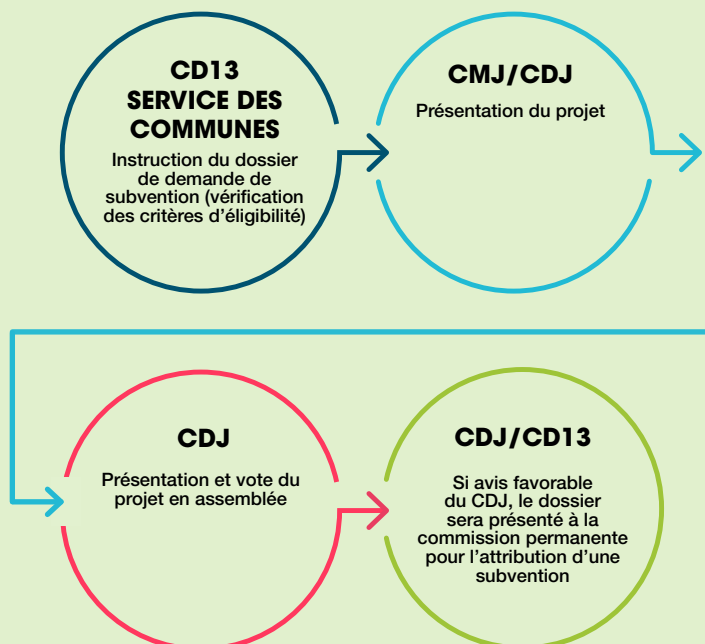 CD13
SERVICE DES
COMMUNES
Instruction du dossier
de demande de
subvention (vérification
des critères d’éligibilité)
CMJ/CDJ
Présentation du projet
CDJ
Présentation et vote du
projet en assemblée
CDJ/CD13
Si avis favorable
du CDJ, le dossier
sera présenté à la
commission permanente
pour l’attribution d’une
subvention